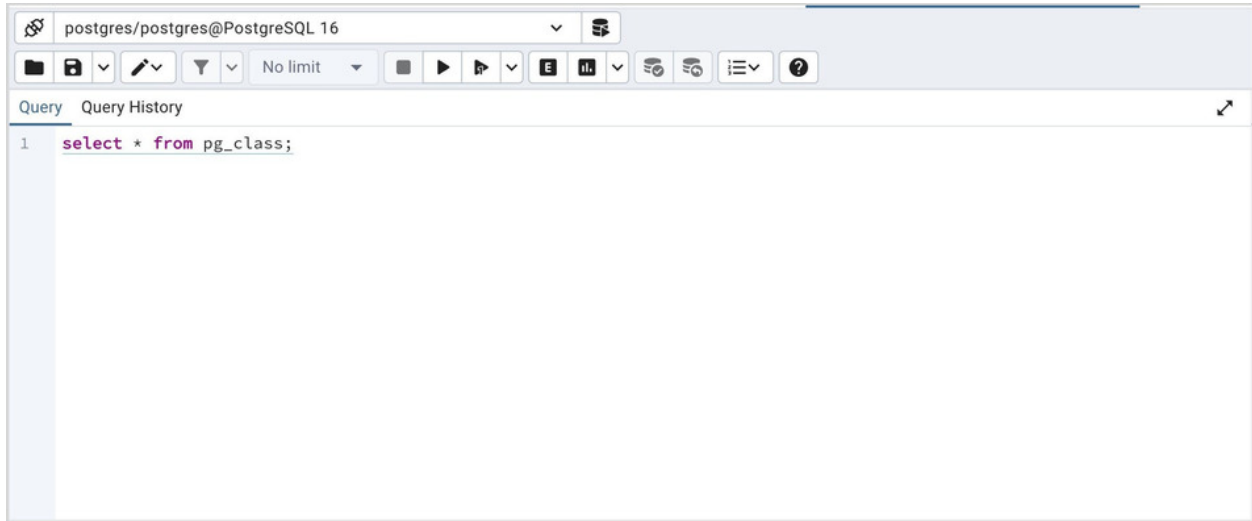 postgres/postgres@PostgreSQL 16
No limit
E
Query Query History
1 select * from pg_class;